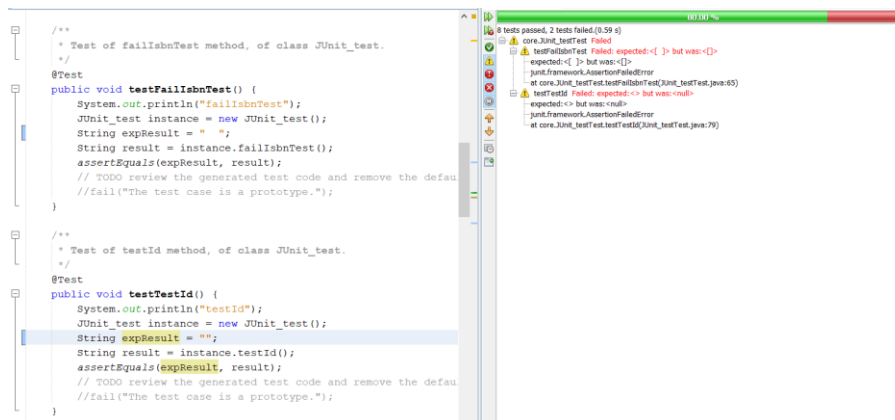 /**
* Test of failIsbnTest method, of class JUnit_test.
*/
@Test
public void testFailIsbnTest() {
System.out.println("failIsbnTest");
JUnit_test instance = new JUnit_test();
String expResult = "  ";
String result = instance.failIsbnTest();
assertEquals(expResult, result);
// TODO review the generated test code and remove the defau
//fail("The test case is a prototype.");
}
/**
* Test of testId method, of class JUnit_test.
*/
@Test
public void testTestId() {
System.out.println("testId");
JUnit_test instance = new JUnit_test();
String expResult = "";
String result = instance.testId();
assertEquals(expResult, result);
// TODO review the generated test code and remove the defau
//fail("The test case is a prototype.");
}
8 tests passed, 2 tests failed.(0.59 s)
core.JUnit_testTest Failed
testFailIsbnTest Failed: expected:<[ ]> but was:<[]>
expected:<[ ]> but was:<[]>
junit.framework.AssertionFailedError
at core.JUnit_testTest.testFailIsbnTest(JUnit_testTest.java:65)
testTestId Failed: expected:<> but was:<null>
expected:<> but was:<null>
junit.framework.AssertionFailedError
at core.JUnit_testTest.testTestId(JUnit_testTest.java:79)